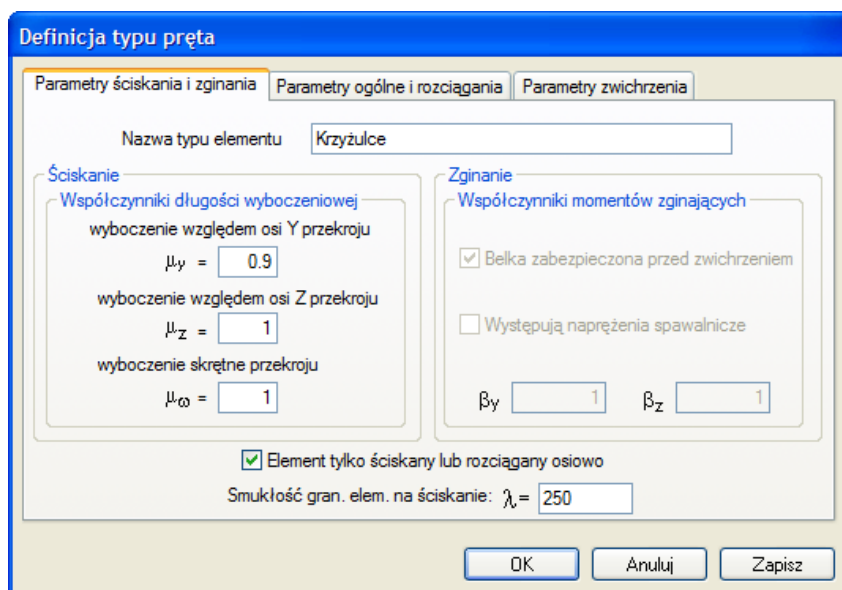 Definicja typu pręta
Parametry ściskania i zginania
Parametry ogólne i rozciągania
Parametry zwichrzenia
Nazwa typu elementu Krzyżulce
Ściskanie
Współczynniki długości wyboczeniowej
wyboczenie względem osi Y przekroju
μy = 0.9
wyboczenie względem osi Z przekroju
μz = 1
wyboczenie skrętne przekroju
μω = 1
Zginanie
Współczynniki momentów zginających
Belka zabezpieczona przed zwichrzeniem
Występują naprężenia spawalnicze
βy 1 βz 1
Element tylko ściskany lub rozciągany osiowo
Smukłość gran. elem. na ściskanie: λ = 250
OK Anuluj Zapisz